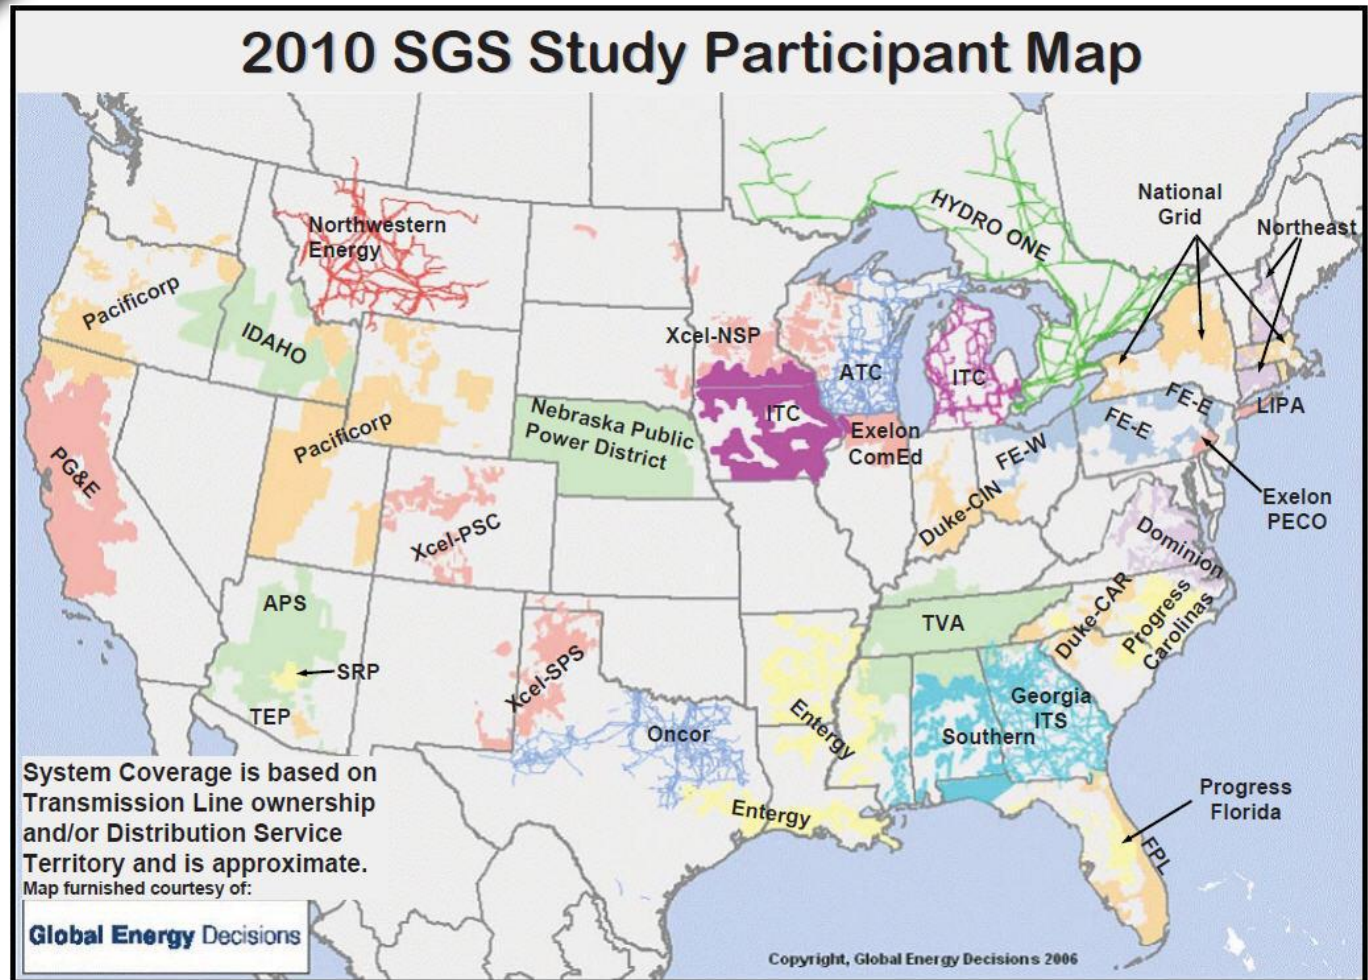 2010 SGS Study Participant Map
National
Grid
Northeast
HYDRO ONE
Northwestern
Energy
Pacificorp
IDAHO
Xcel-NSP
ATC
ITC
ITC
Nebraska Public
Power District
Exelon
ComEd
FE-E
FE-E
LIPA
FE-W
Pacificorp
PG&E
Exelon
PECO
Duke-CIN
Xcel-PSC
Dominion
APS
TVA
Duke-CAR
Progress
Carolinas
SRP
Xcel-SPS
TEP
Oncor
Entergy
Georgia
ITS
Southern
Entergy
Progress
Florida
FPL
System Coverage is based on
Transmission Line ownership
and/or Distribution Service
Territory and is approximate.
Map furnished courtesy of:
Global Energy Decisions
Copyright, Global Energy Decisions 2006